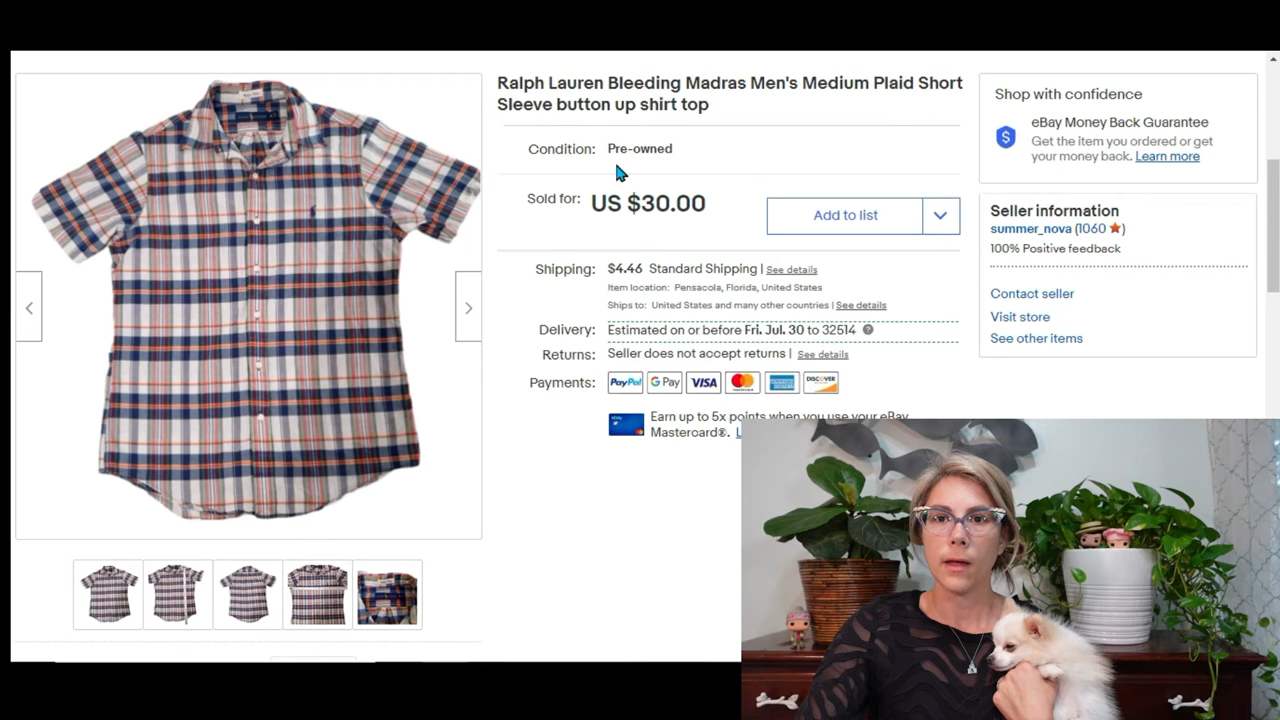 Ralph Lauren Bleeding Madras Men's Medium Plaid Short
Sleeve button up shirt top
Condition: Pre-owned
Sold for: US $30.00
Add to list
Shipping: $4.46 Standard Shipping | See details
Item location: Pensacola, Florida, United States
Ships to: United States and many other countries | See details
Delivery: Estimated on or before Fri. Jul. 30 to 32514
Returns: Seller does not accept returns | See details
Payments: PayPal G Pay VISA MasterCard DISCOVER
Earn up to 5x points when you use your eBay
Mastercard®.
Shop with confidence
eBay Money Back Guarantee
Get the item you ordered or get
your money back. Learn more
Seller information
summer_nova (1060 )
100% Positive feedback
Contact seller
Visit store
See other items